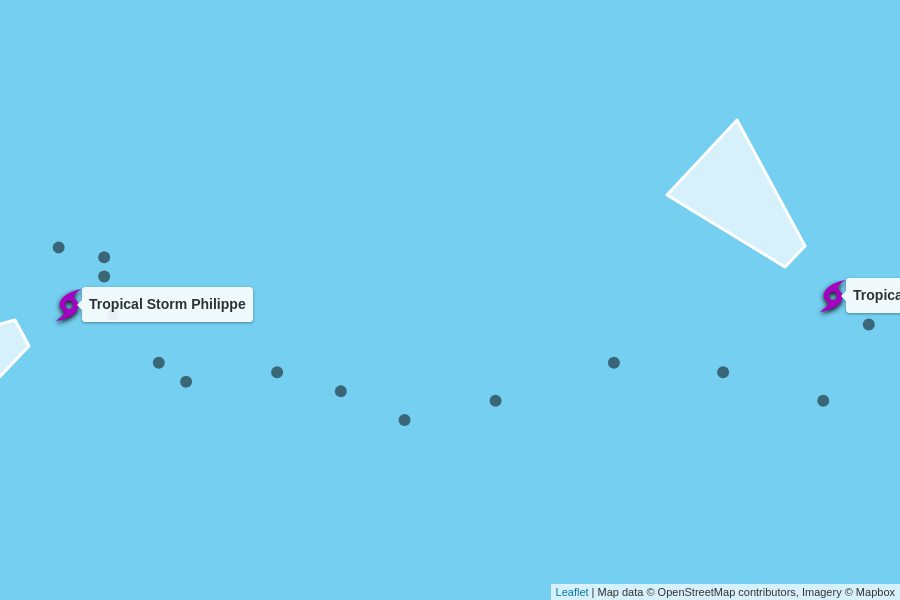 Tropical Storm Philippe
Tropica
Leaflet | Map data © OpenStreetMap contributors, Imagery © Mapbox